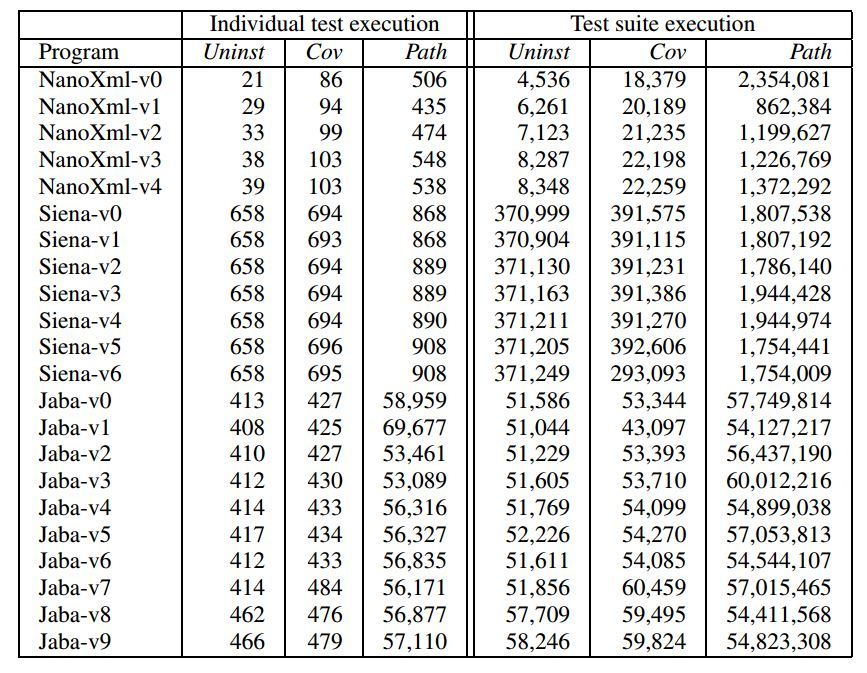 Individual test execution Test suite execution
Program Uninst Cov Path Uninst Cov Path
NanoXml-v0 21 86 506 4,536 18,379 2,354,081
NanoXml-v1 29 94 435 6,261 20,189 862,384
NanoXml-v2 33 99 474 7,123 21,235 1,199,627
NanoXml-v3 38 103 548 8,287 22,198 1,226,769
NanoXml-v4 39 103 538 8,348 22,259 1,372,292
Siena-v0 658 694 868 370,999 391,575 1,807,538
Siena-v1 658 693 868 370,904 391,115 1,807,192
Siena-v2 658 694 889 371,130 391,231 1,786,140
Siena-v3 658 694 889 371,163 391,386 1,944,428
Siena-v4 658 694 890 371,211 391,270 1,944,974
Siena-v5 658 696 908 371,205 392,606 1,754,441
Siena-v6 658 695 908 371,249 293,093 1,754,009
Jaba-v0 413 427 58,959 51,586 53,344 57,749,814
Jaba-v1 408 425 69,677 51,044 43,097 54,127,217
Jaba-v2 410 427 53,461 51,229 53,393 56,437,190
Jaba-v3 412 430 53,089 51,605 53,710 60,012,216
Jaba-v4 414 433 56,316 51,769 54,099 54,899,038
Jaba-v5 417 434 56,327 52,226 54,270 57,053,813
Jaba-v6 412 433 56,835 51,611 54,085 54,544,107
Jaba-v7 414 484 56,171 51,856 60,459 57,015,465
Jaba-v8 462 476 56,877 57,709 59,495 54,411,568
Jaba-v9 466 479 57,110 58,246 59,824 54,823,308